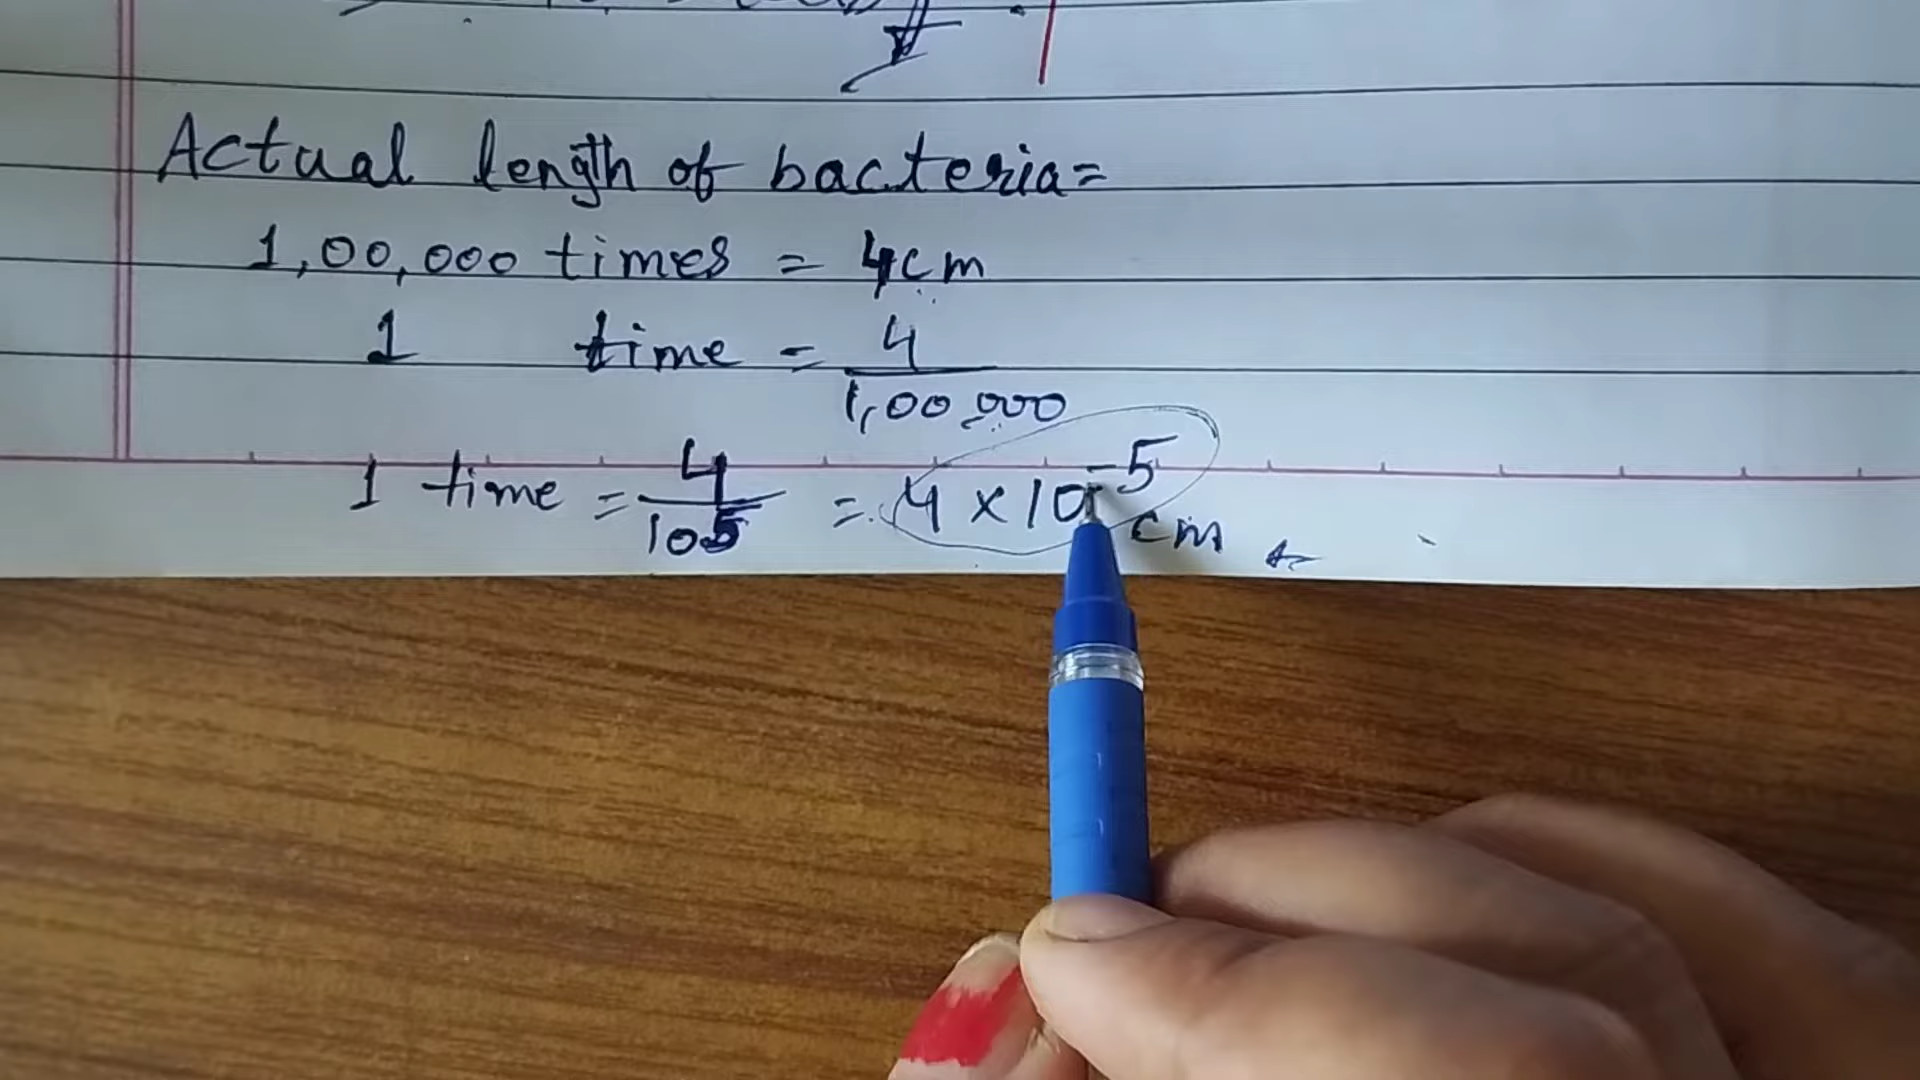 Actual length of bacteria=
1,00,000 times = 4cm
1 time = 4/1,00,000
1 time = 4/10⁵ = 4 x 10⁻⁵ cm